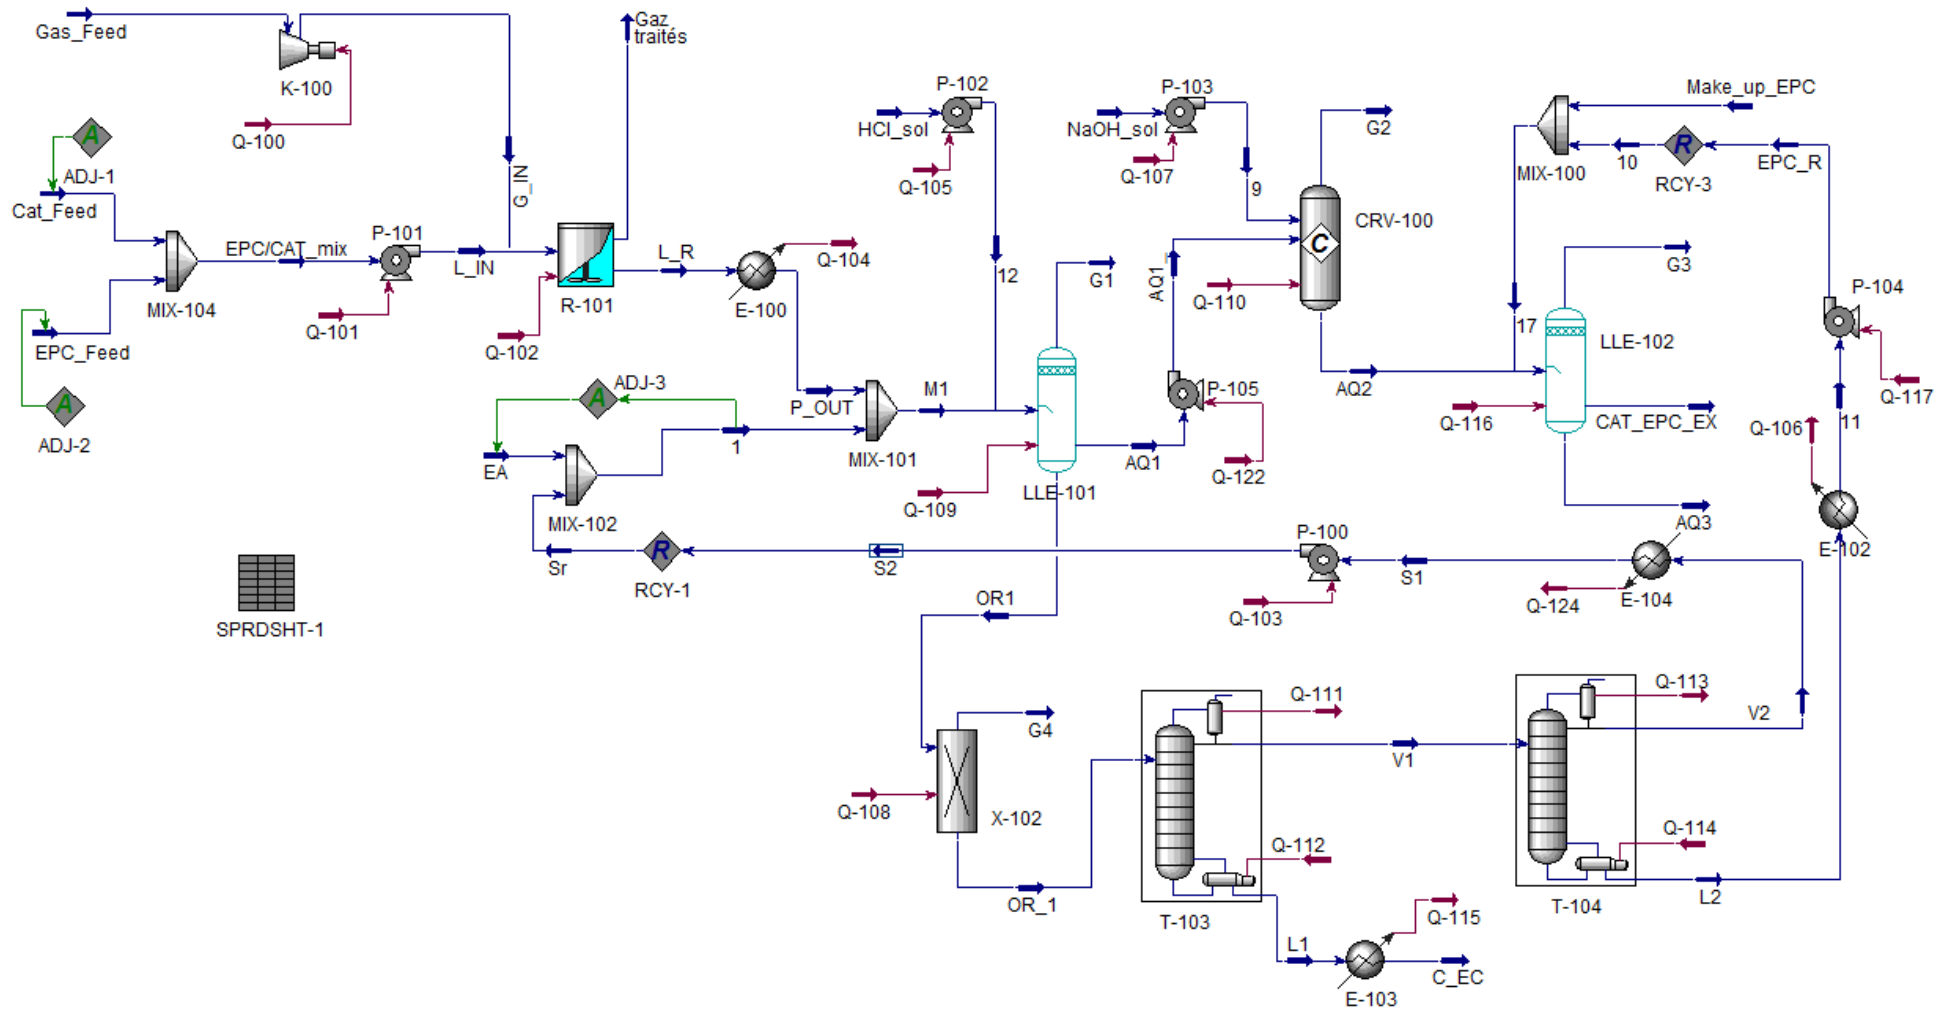 Gas_Feed
K-100
Q-100
Gaz
traités
A
ADJ-1
Cat_Feed
G_IN
EPC/CAT_mix
P-101
L_IN
MIX-104
Q-101
EPC_Feed
A
ADJ-2
R-101
Q-102
L_R
Q-104
E-100
P_OUT
P-102
HCl_sol
Q-105
12
P-103
NaOH_sol
Q-107
9
G2
CRV-100
C
Q-110
AQ1_
G1
M1
MIX-101
A
ADJ-3
1
EA
MIX-102
Q-109
LLE-101
AQ1
P-105
Q-122
AQ2
Make_up_EPC
MIX-100
10
R
RCY-3
EPC_R
17
G3
LLE-102
Q-116
CAT_EPC_EX
AQ3
P-104
Q-117
11
Q-106
E-102
Sr
R
RCY-1
S2
P-100
Q-103
S1
Q-124
E-104
SPRDSHT-1
OR1
G4
Q-108
X-102
OR_1
Q-111
V1
Q-112
T-103
L1
Q-115
E-103
C_EC
Q-113
V2
Q-114
T-104
L2